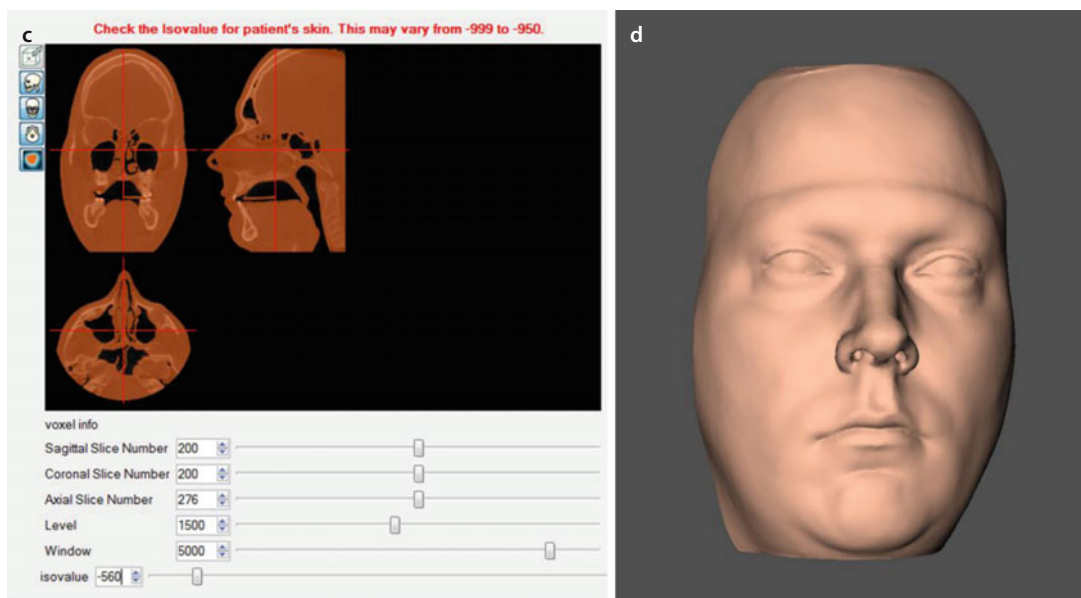 c
Check the Isovalue for patient's skin. This may vary from -999 to -950.
voxel info
Sagittal Slice Number 200
Coronal Slice Number 200
Axial Slice Number 276
Level 1500
Window 5000
isovalue -560
d